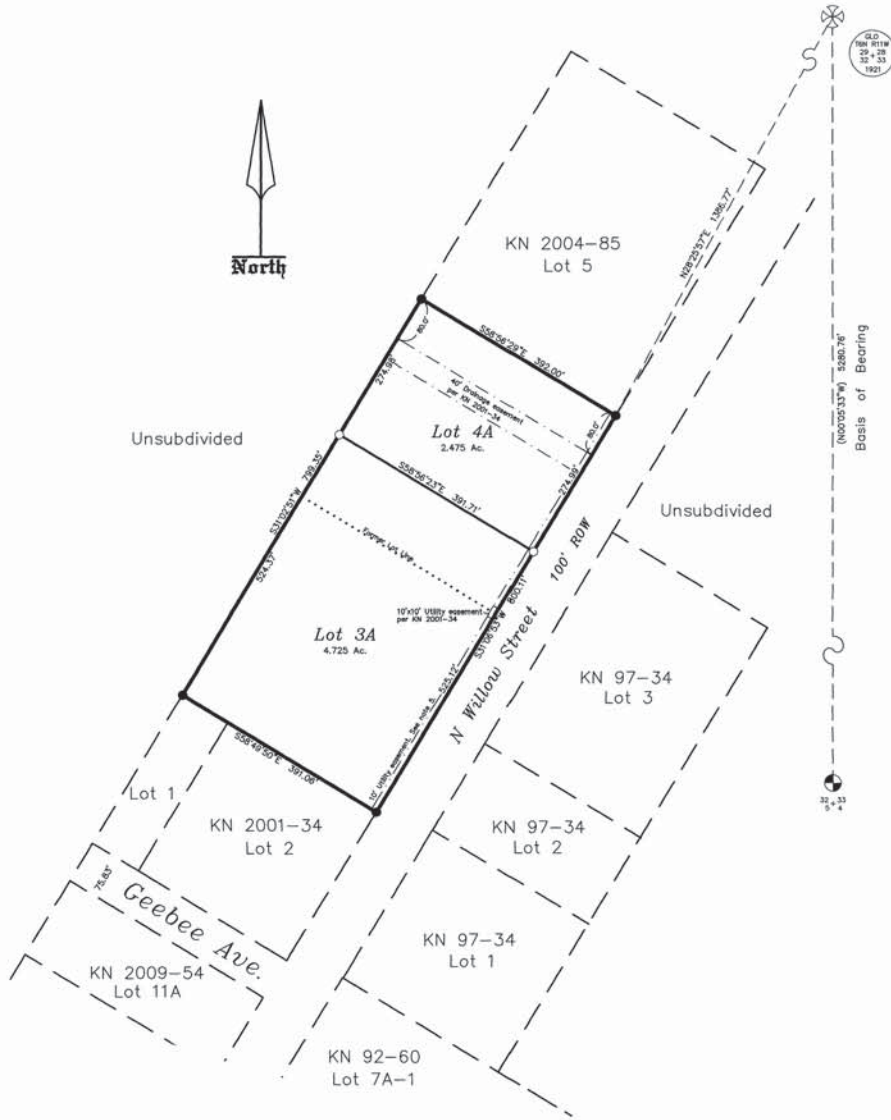 GLO
T6N R11W
29 28
32 33
1921
North
KN 2004-85
Lot 5
N28°25'57"E 1386.77'
(N00°05'33"W) 5280.76'
Basis of Bearing
S58°56'29"E 392.00'
80.0'
274.98'
40' Drainage easement
per KN 2001-34
Lot 4A
2.475 Ac.
80.0'
274.99'
Unsubdivided
S58°56'23"E 391.71'
S31°02'51"W 799.35'
524.37'
Former Lot Line
Unsubdivided
100' ROW
N Willow Street
10'x10' Utility easement
per KN 2001-34
S31°06'53"W 800.11'
525.12'
10' Utility easement. See note 5.
Lot 3A
4.725 Ac.
KN 97-34
Lot 3
S58°49'50"E 391.06'
32 33
5 4
Lot 1
KN 2001-34
Lot 2
KN 97-34
Lot 2
75.83'
Geebee Ave.
KN 97-34
Lot 1
KN 2009-54
Lot 11A
KN 92-60
Lot 7A-1